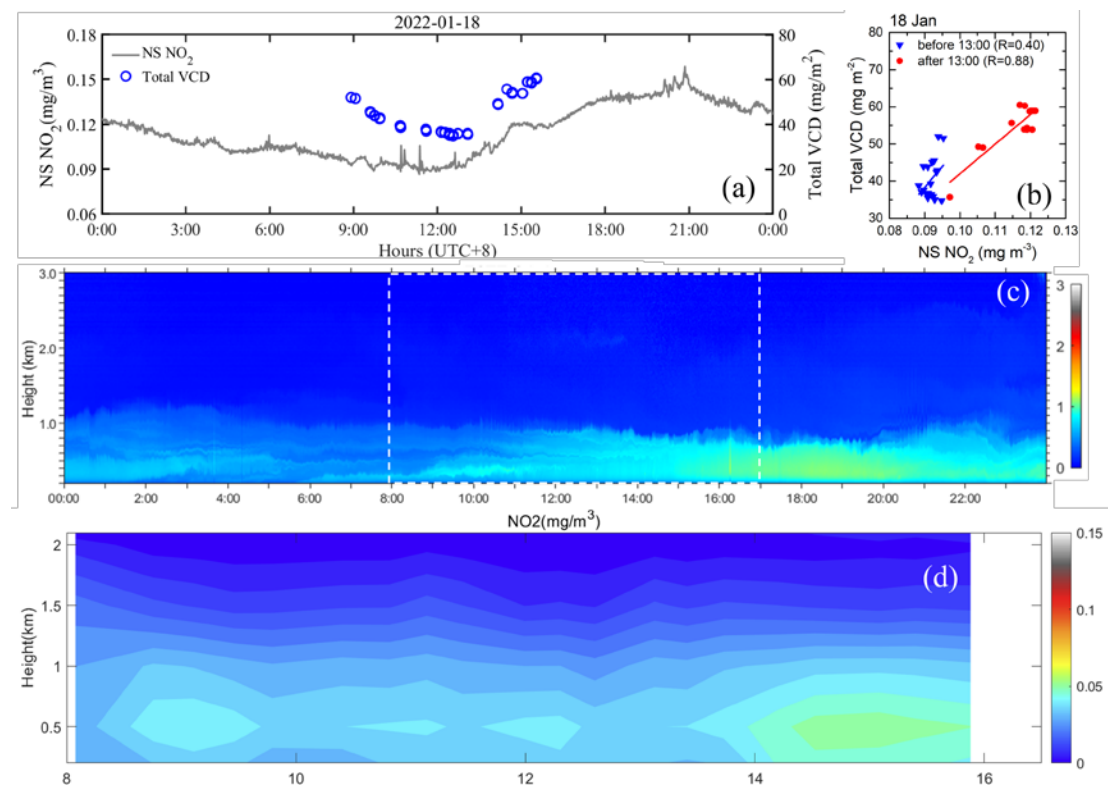 2022-01-18
NS NO2
Total VCD
NS NO2(mg/m3)
0.18
0.15
0.12
0.09
0.06
80
60
40
20
0
Total VCD (mg/m2)
(a)
0:00 3:00 6:00 9:00 12:00 15:00 18:00 21:00 0:00
Hours (UTC+8)
18 Jan
before 13:00 (R=0.40)
after 13:00 (R=0.88)
Total VCD (mg m-2)
80
70
60
50
40
30
(b)
0.08 0.09 0.10 0.11 0.12 0.13
NS NO2 (mg m-3)
Height (km)
3.0
2.0
1.0
(c)
3
2
1
0
00:00 2:00 4:00 6:00 8:00 10:00 12:00 14:00 16:00 18:00 20:00 22:00
NO2(mg/m3)
Height(km)
2
1.5
1
0.5
(d)
0.15
0.1
0.05
0
8 10 12 14 16